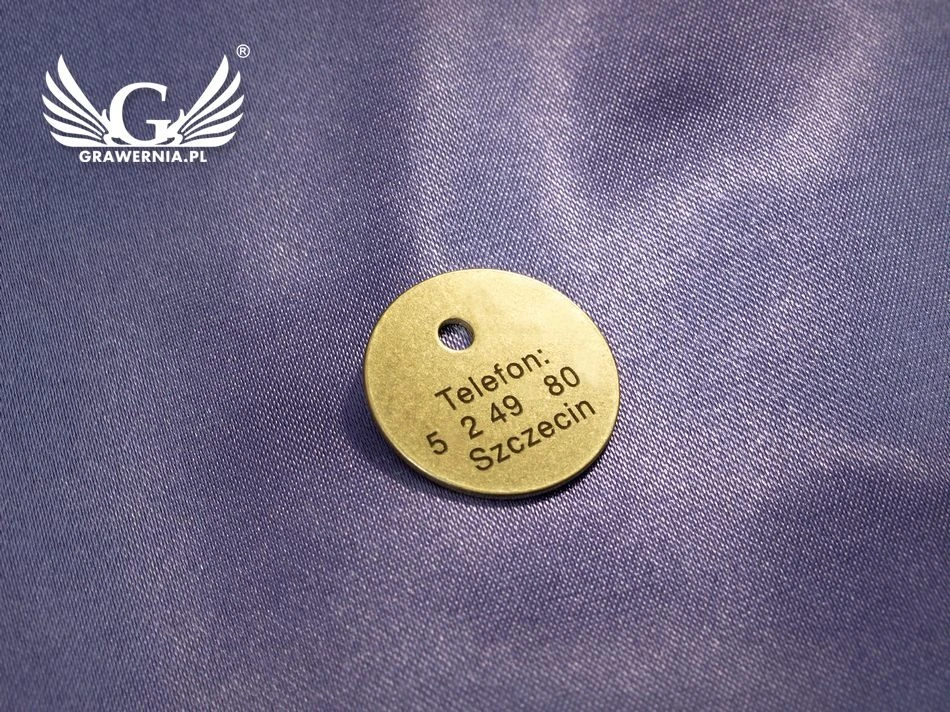 G
®
GRAWERNIA.PL
Telefon:
5 2 49 80
Szczecin